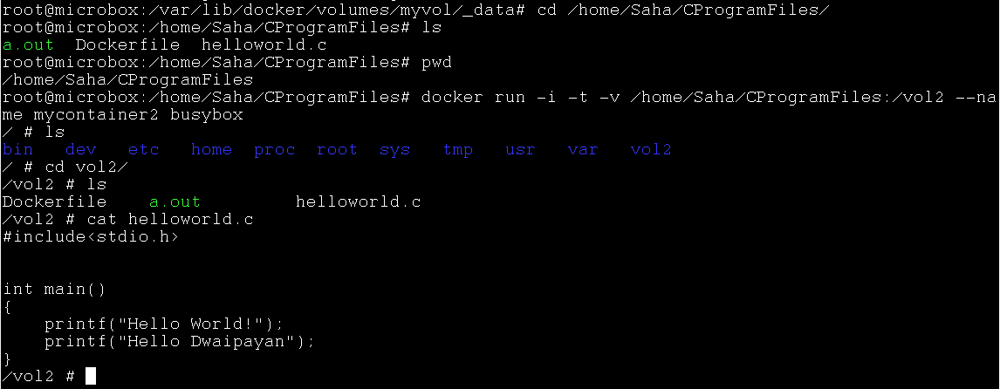 root@microbox:/var/lib/docker/volumes/myvol/_data# cd /home/Saha/CProgramFiles/
root@microbox:/home/Saha/CProgramFiles# ls
a.out  Dockerfile  helloworld.c
root@microbox:/home/Saha/CProgramFiles# pwd
/home/Saha/CProgramFiles
root@microbox:/home/Saha/CProgramFiles# docker run -i -t -v /home/Saha/CProgramFiles:/vol2 --na
me mycontainer2 busybox
/ # ls
bin   dev   etc   home  proc  root  sys   tmp   usr   var   vol2
/ # cd vol2/
/vol2 # ls
Dockerfile    a.out         helloworld.c
/vol2 # cat helloworld.c
#include<stdio.h>
int main()
{
    printf("Hello World!");
    printf("Hello Dwaipayan");
}
/vol2 #